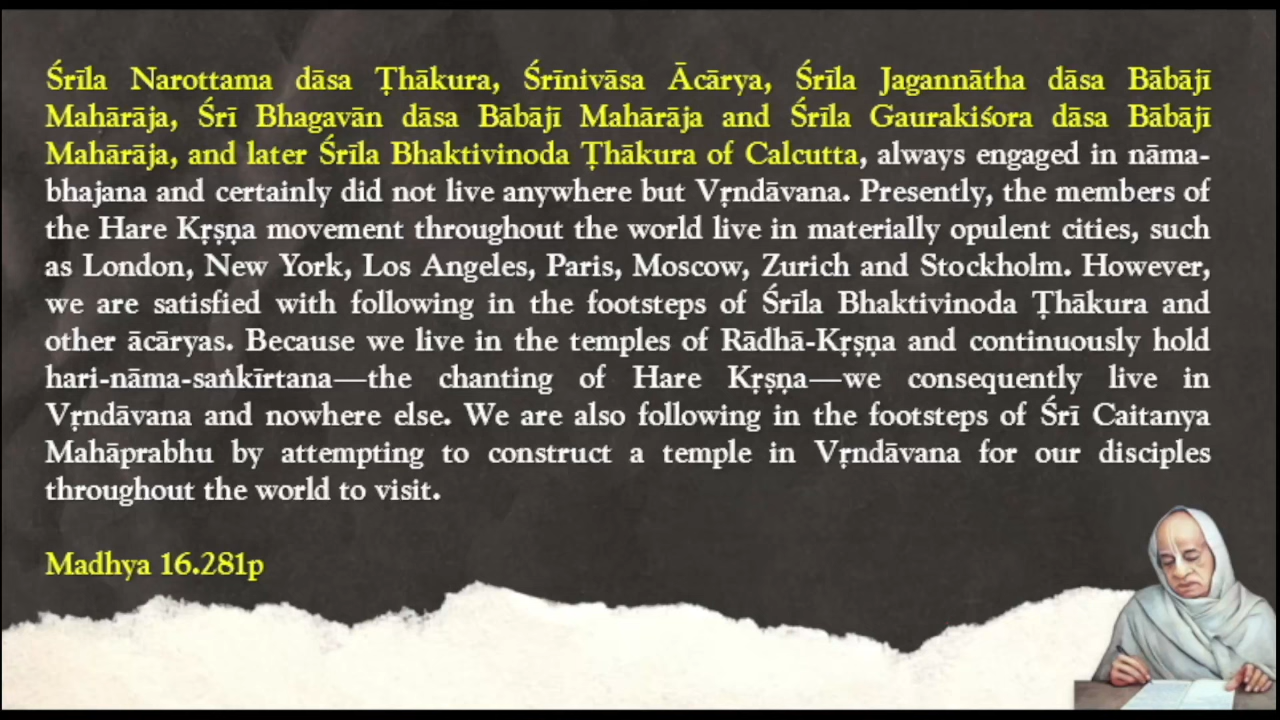 Śrīla Narottama dāsa Ṭhākura, Śrīnivāsa Ācārya, Śrīla Jagannātha dāsa Bābājī
Mahārāja, Śrī Bhagavān dāsa Bābājī Mahārāja and Śrīla Gaurakiśora dāsa Bābājī
Mahārāja, and later Śrīla Bhaktivinoda Ṭhākura of Calcutta, always engaged in nāma-
bhajana and certainly did not live anywhere but Vṛndāvana. Presently, the members of
the Hare Kṛṣṇa movement throughout the world live in materially opulent cities, such
as London, New York, Los Angeles, Paris, Moscow, Zurich and Stockholm. However,
we are satisfied with following in the footsteps of Śrīla Bhaktivinoda Ṭhākura and
other ācāryas. Because we live in the temples of Rādhā-Kṛṣṇa and continuously hold
hari-nāma-saṅkīrtana—the chanting of Hare Kṛṣṇa—we consequently live in
Vṛndāvana and nowhere else. We are also following in the footsteps of Śrī Caitanya
Mahāprabhu by attempting to construct a temple in Vṛndāvana for our disciples
throughout the world to visit.
Madhya 16.281p